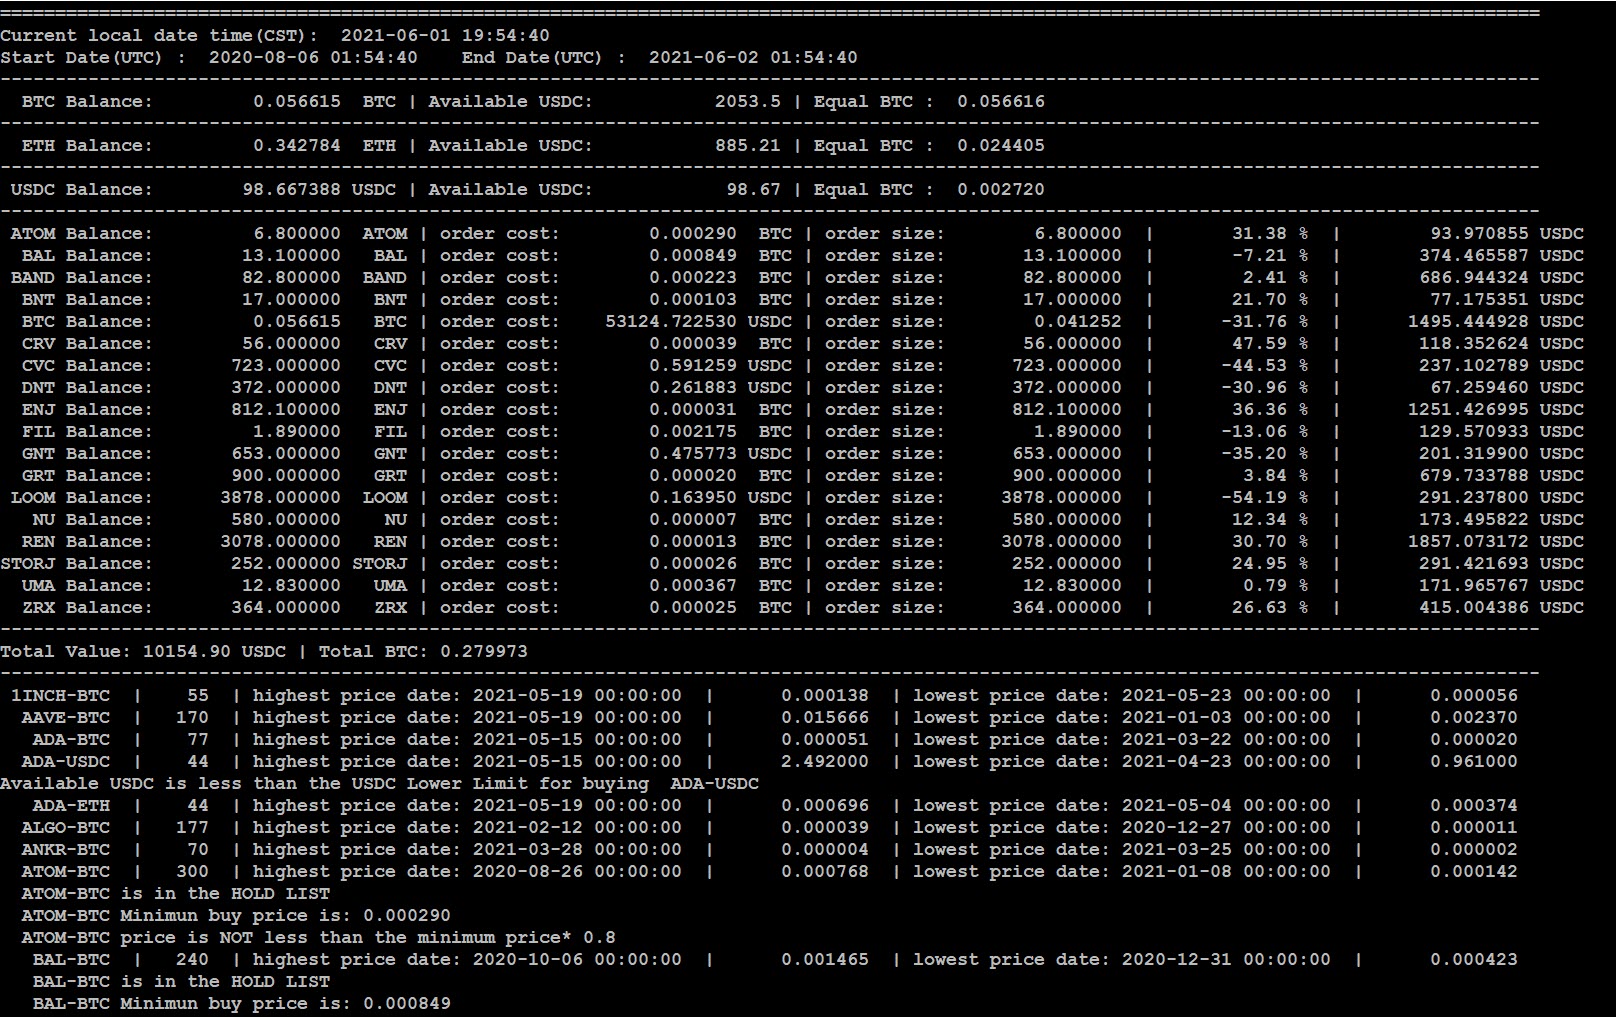 ============================================================================================================================================
Current local date time(CST):  2021-06-01 19:54:40
Start Date(UTC) :  2020-08-06 01:54:40    End Date(UTC) :  2021-06-02 01:54:40
--------------------------------------------------------------------------------------------------------------------------------------------
BTC Balance: 0.056615 BTC | Available USDC: 2053.5 | Equal BTC : 0.056616
--------------------------------------------------------------------------------------------------------------------------------------------
ETH Balance: 0.342784 ETH | Available USDC: 885.21 | Equal BTC : 0.024405
--------------------------------------------------------------------------------------------------------------------------------------------
USDC Balance: 98.667388 USDC | Available USDC: 98.67 | Equal BTC : 0.002720
--------------------------------------------------------------------------------------------------------------------------------------------
ATOM Balance: 6.800000 ATOM | order cost: 0.000290 BTC | order size: 6.800000 | 31.38 % | 93.970855 USDC
BAL Balance: 13.100000 BAL | order cost: 0.000849 BTC | order size: 13.100000 | -7.21 % | 374.465587 USDC
BAND Balance: 82.800000 BAND | order cost: 0.000223 BTC | order size: 82.800000 | 2.41 % | 686.944324 USDC
BNT Balance: 17.000000 BNT | order cost: 0.000103 BTC | order size: 17.000000 | 21.70 % | 77.175351 USDC
BTC Balance: 0.056615 BTC | order cost: 53124.722530 USDC | order size: 0.041252 | -31.76 % | 1495.444928 USDC
CRV Balance: 56.000000 CRV | order cost: 0.000039 BTC | order size: 56.000000 | 47.59 % | 118.352624 USDC
CVC Balance: 723.000000 CVC | order cost: 0.591259 USDC | order size: 723.000000 | -44.53 % | 237.102789 USDC
DNT Balance: 372.000000 DNT | order cost: 0.261883 USDC | order size: 372.000000 | -30.96 % | 67.259460 USDC
ENJ Balance: 812.100000 ENJ | order cost: 0.000031 BTC | order size: 812.100000 | 36.36 % | 1251.426995 USDC
FIL Balance: 1.890000 FIL | order cost: 0.002175 BTC | order size: 1.890000 | -13.06 % | 129.570933 USDC
GNT Balance: 653.000000 GNT | order cost: 0.475773 USDC | order size: 653.000000 | -35.20 % | 201.319900 USDC
GRT Balance: 900.000000 GRT | order cost: 0.000020 BTC | order size: 900.000000 | 3.84 % | 679.733788 USDC
LOOM Balance: 3878.000000 LOOM | order cost: 0.163950 USDC | order size: 3878.000000 | -54.19 % | 291.237800 USDC
NU Balance: 580.000000 NU | order cost: 0.000007 BTC | order size: 580.000000 | 12.34 % | 173.495822 USDC
REN Balance: 3078.000000 REN | order cost: 0.000013 BTC | order size: 3078.000000 | 30.70 % | 1857.073172 USDC
STORJ Balance: 252.000000 STORJ | order cost: 0.000026 BTC | order size: 252.000000 | 24.95 % | 291.421693 USDC
UMA Balance: 12.830000 UMA | order cost: 0.000367 BTC | order size: 12.830000 | 0.79 % | 171.965767 USDC
ZRX Balance: 364.000000 ZRX | order cost: 0.000025 BTC | order size: 364.000000 | 26.63 % | 415.004386 USDC
--------------------------------------------------------------------------------------------------------------------------------------------
Total Value: 10154.90 USDC | Total BTC: 0.279973
--------------------------------------------------------------------------------------------------------------------------------------------
1INCH-BTC | 55 | highest price date: 2021-05-19 00:00:00 | 0.000138 | lowest price date: 2021-05-23 00:00:00 | 0.000056
AAVE-BTC | 170 | highest price date: 2021-05-19 00:00:00 | 0.015666 | lowest price date: 2021-01-03 00:00:00 | 0.002370
ADA-BTC | 77 | highest price date: 2021-05-15 00:00:00 | 0.000051 | lowest price date: 2021-03-22 00:00:00 | 0.000020
ADA-USDC | 44 | highest price date: 2021-05-15 00:00:00 | 2.492000 | lowest price date: 2021-04-23 00:00:00 | 0.961000
Available USDC is less than the USDC Lower Limit for buying  ADA-USDC
ADA-ETH | 44 | highest price date: 2021-05-19 00:00:00 | 0.000696 | lowest price date: 2021-05-04 00:00:00 | 0.000374
ALGO-BTC | 177 | highest price date: 2021-02-12 00:00:00 | 0.000039 | lowest price date: 2020-12-27 00:00:00 | 0.000011
ANKR-BTC | 70 | highest price date: 2021-03-28 00:00:00 | 0.000004 | lowest price date: 2021-03-25 00:00:00 | 0.000002
ATOM-BTC | 300 | highest price date: 2020-08-26 00:00:00 | 0.000768 | lowest price date: 2021-01-08 00:00:00 | 0.000142
ATOM-BTC is in the HOLD LIST
ATOM-BTC Minimun buy price is: 0.000290
ATOM-BTC price is NOT less than the minimum price* 0.8
BAL-BTC | 240 | highest price date: 2020-10-06 00:00:00 | 0.001465 | lowest price date: 2020-12-31 00:00:00 | 0.000423
BAL-BTC is in the HOLD LIST
BAL-BTC Minimun buy price is: 0.000849